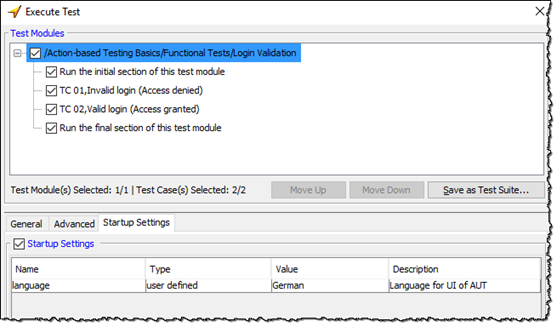 Execute Test
Test Modules
/Action-based Testing Basics/Functional Tests/Login Validation
Run the initial section of this test module
TC 01,Invalid login (Access denied)
TC 02,Valid login (Access granted)
Run the final section of this test module
Test Module(s) Selected: 1/1 | Test Case(s) Selected: 2/2 Move Up Move Down Save as Test Suite...
General Advanced Startup Settings
Startup Settings
Name Type Value Description
language user defined German Language for UI of AUT